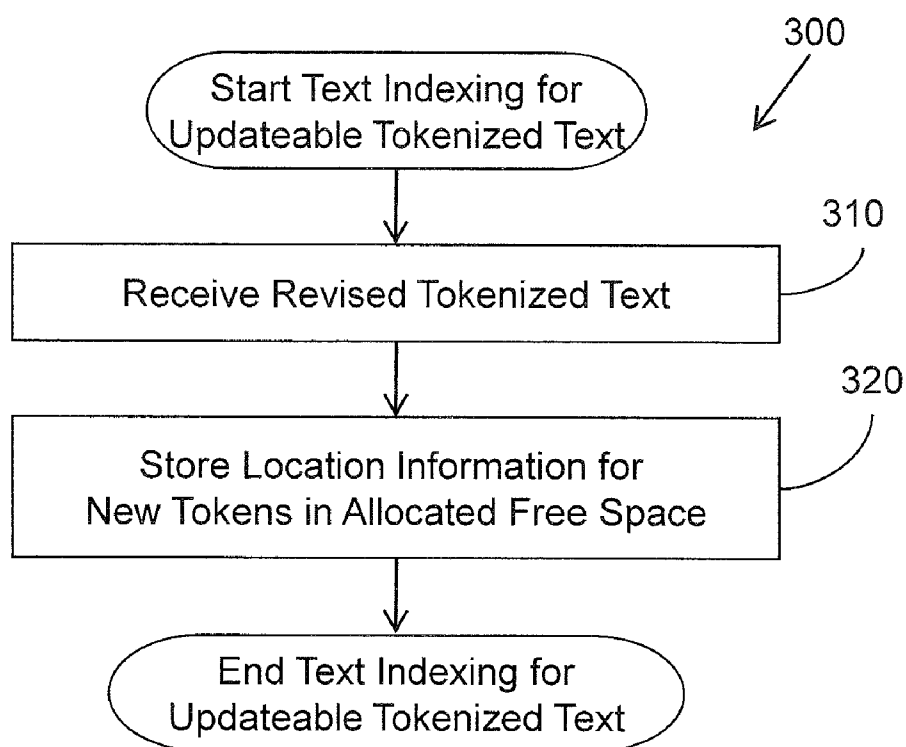 300
Start Text Indexing for
Updateable Tokenized Text
310
Receive Revised Tokenized Text
320
Store Location Information for
New Tokens in Allocated Free Space
End Text Indexing for
Updateable Tokenized Text